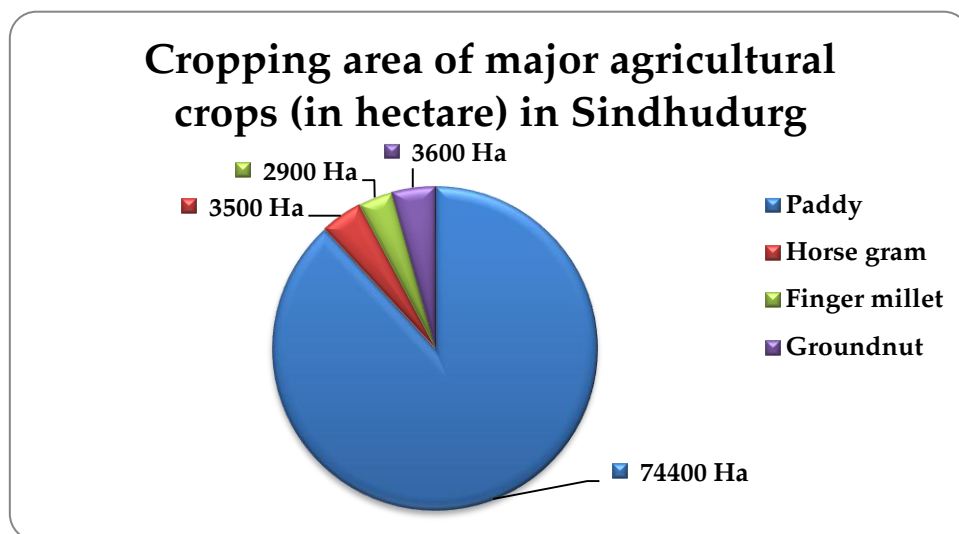 Cropping area of major agricultural
crops (in hectare) in Sindhudurg
3600 Ha
2900 Ha
3500 Ha
74400 Ha
Paddy
Horse gram
Finger millet
Groundnut